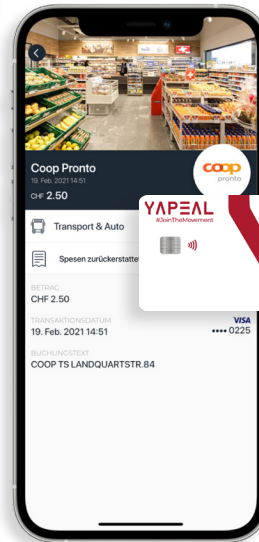 Coop Pronto
19. Feb. 2021 14:51
CHF 2.50
coop
pronto
Transport & Auto
YAPEAL
#JoinTheMovement
Spesen zurückerstatte
BETRAG
CHF 2.50
TRANSAKTIONSDATUM
19. Feb. 2021 14:51
VISA
•••• 0225
BUCHUNGSTEXT
COOP TS LANDQUARTSTR.84